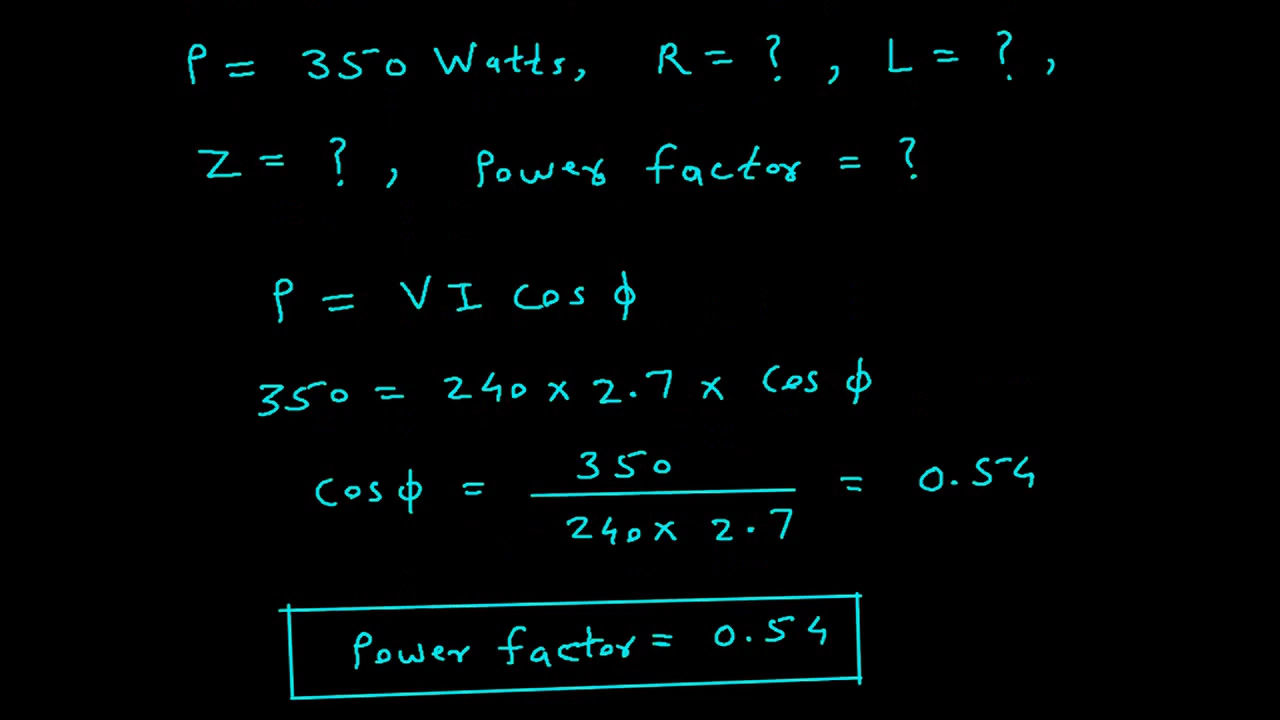 P = 350 Watts, R = ?, L = ?,
Z = ?, Power factor = ?
P = VI Cos ϕ
350 = 240 × 2.7 × Cos ϕ
Cos ϕ = 350 / 240 × 2.7 = 0.54
Power factor = 0.54